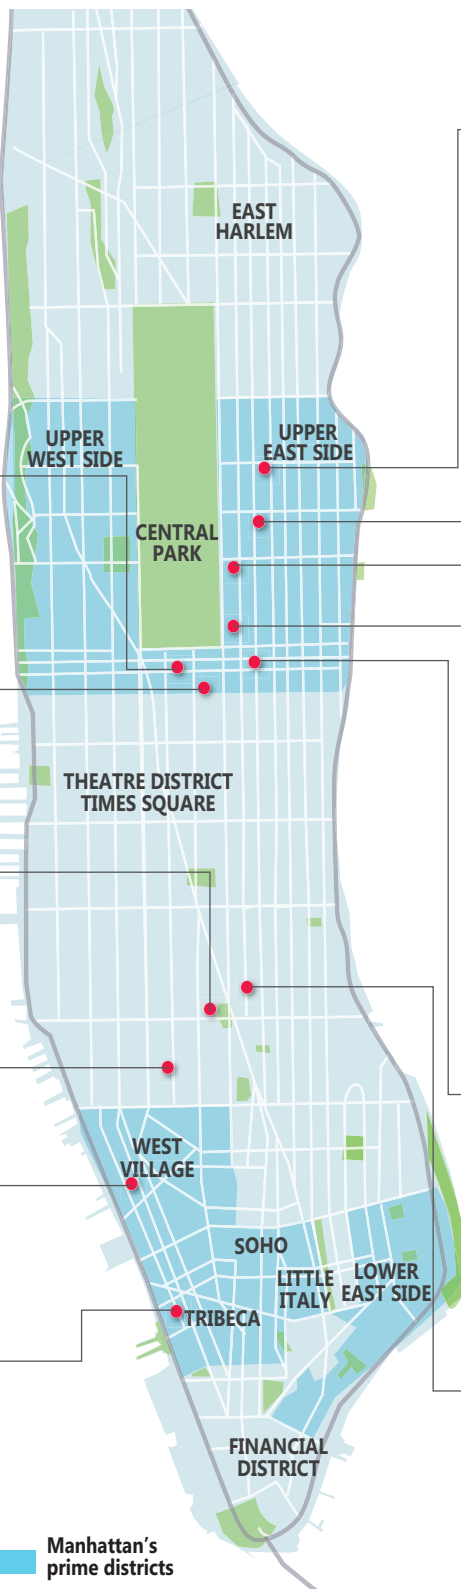 EAST
HARLEM
UPPER
WEST SIDE
UPPER
EAST SIDE
CENTRAL
PARK
THEATRE DISTRICT
TIMES SQUARE
WEST
VILLAGE
SOHO
LITTLE
ITALY
LOWER
EAST SIDE
TRIBECA
FINANCIAL
DISTRICT
Manhattan's
prime districts